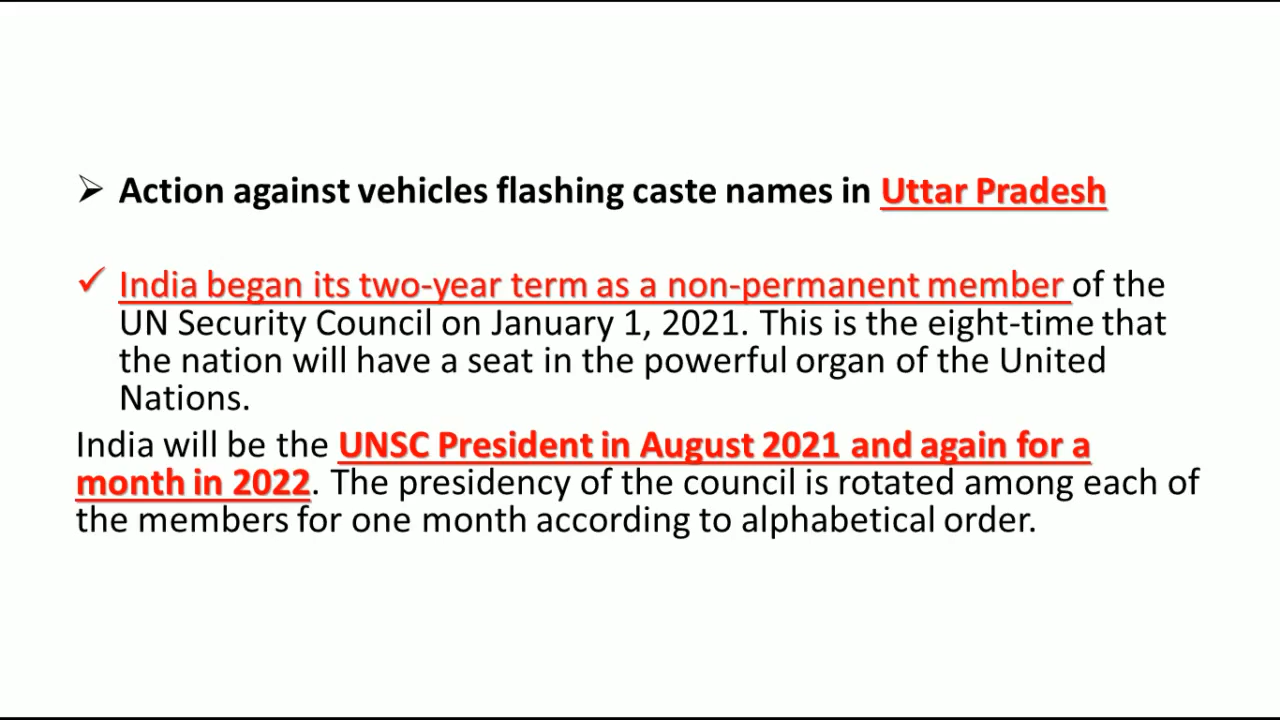 ➢ Action against vehicles flashing caste names in Uttar Pradesh
✓ India began its two-year term as a non-permanent member of the
UN Security Council on January 1, 2021. This is the eight-time that
the nation will have a seat in the powerful organ of the United
Nations.
India will be the UNSC President in August 2021 and again for a
month in 2022. The presidency of the council is rotated among each of
the members for one month according to alphabetical order.